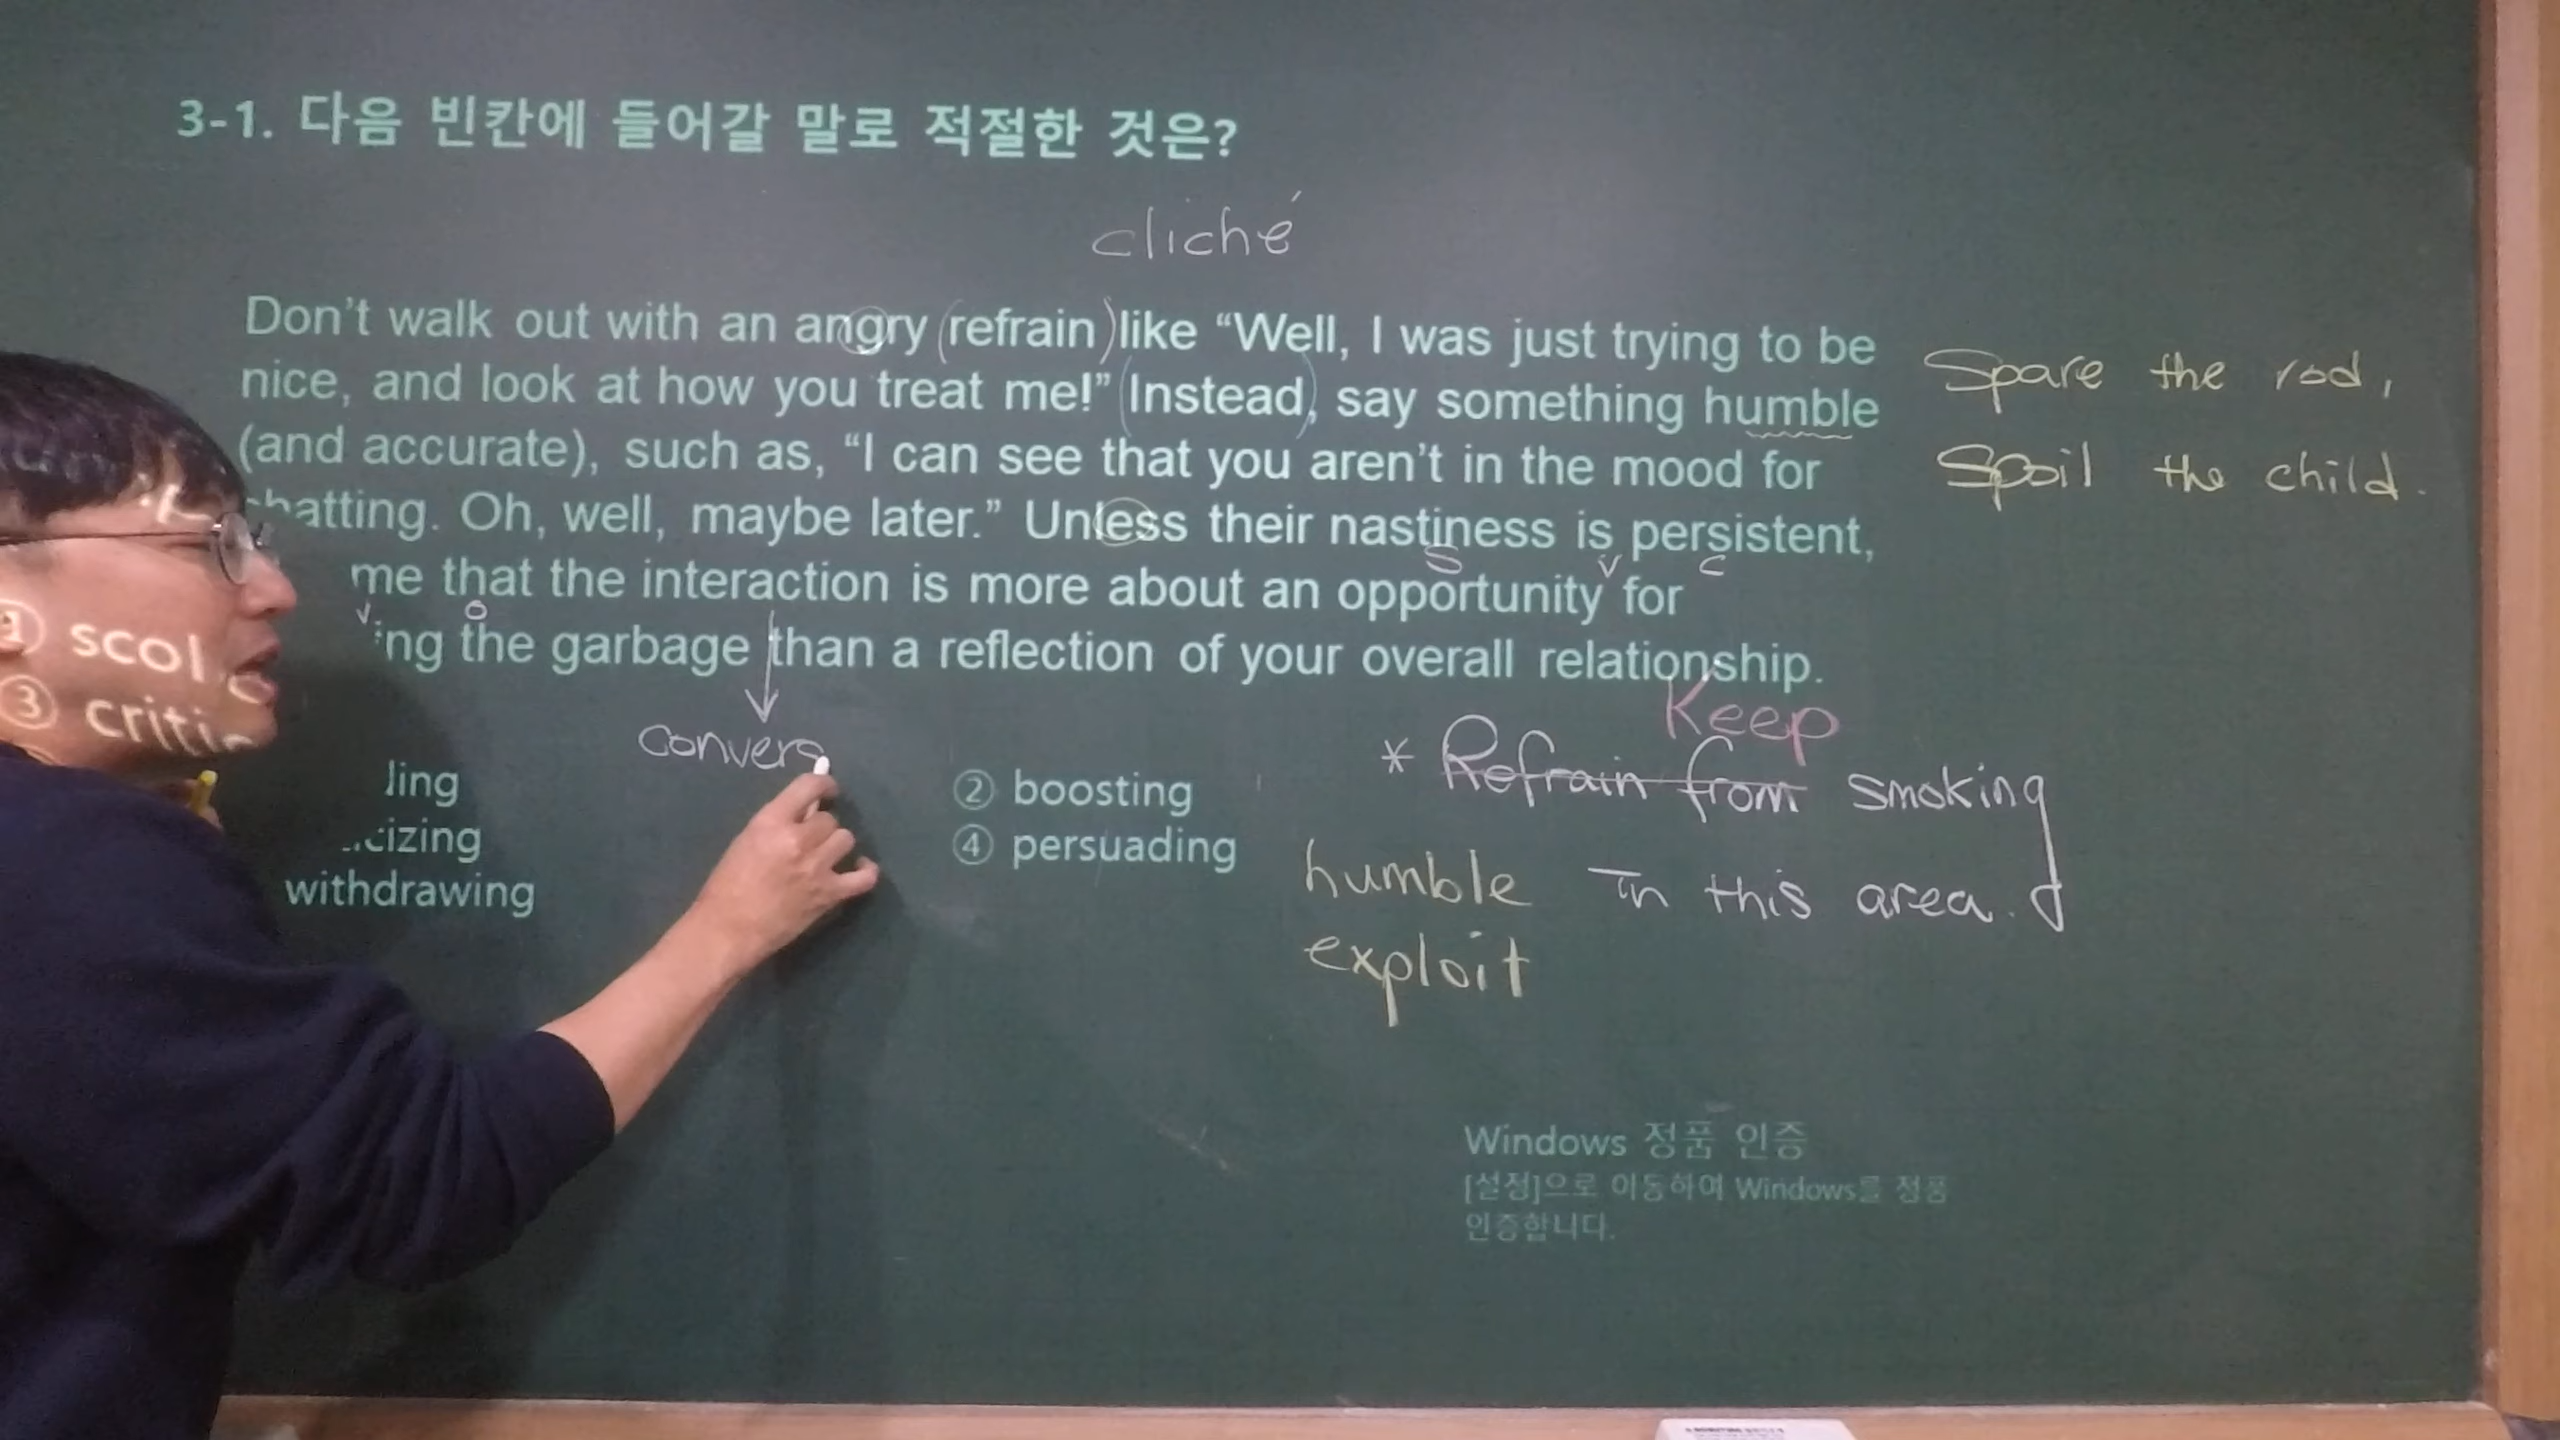 3-1. 다음 빈칸에 들어갈 말로 적절한 것은?
cliché
Don't walk out with an angry (refrain) like “Well, I was just trying to be
nice, and look at how you treat me!” (Instead), say something humble
(and accurate), such as, “I can see that you aren't in the mood for
hatting. Oh, well, maybe later.” Unless their nastiness is persistent,
S V C
me that the interaction is more about an opportunity for
V O
ing the garbage than a reflection of your overall relationship.
Spare the rod,
Spoil the child.
Keep
convers
* Refrain from smoking
in this area.
humble
exploit
① scol
ling
② boosting
③ criti
cizing
④ persuading
withdrawing
Windows 정품 인증
[설정]으로 이동하여 Windows를 정품
인증합니다.